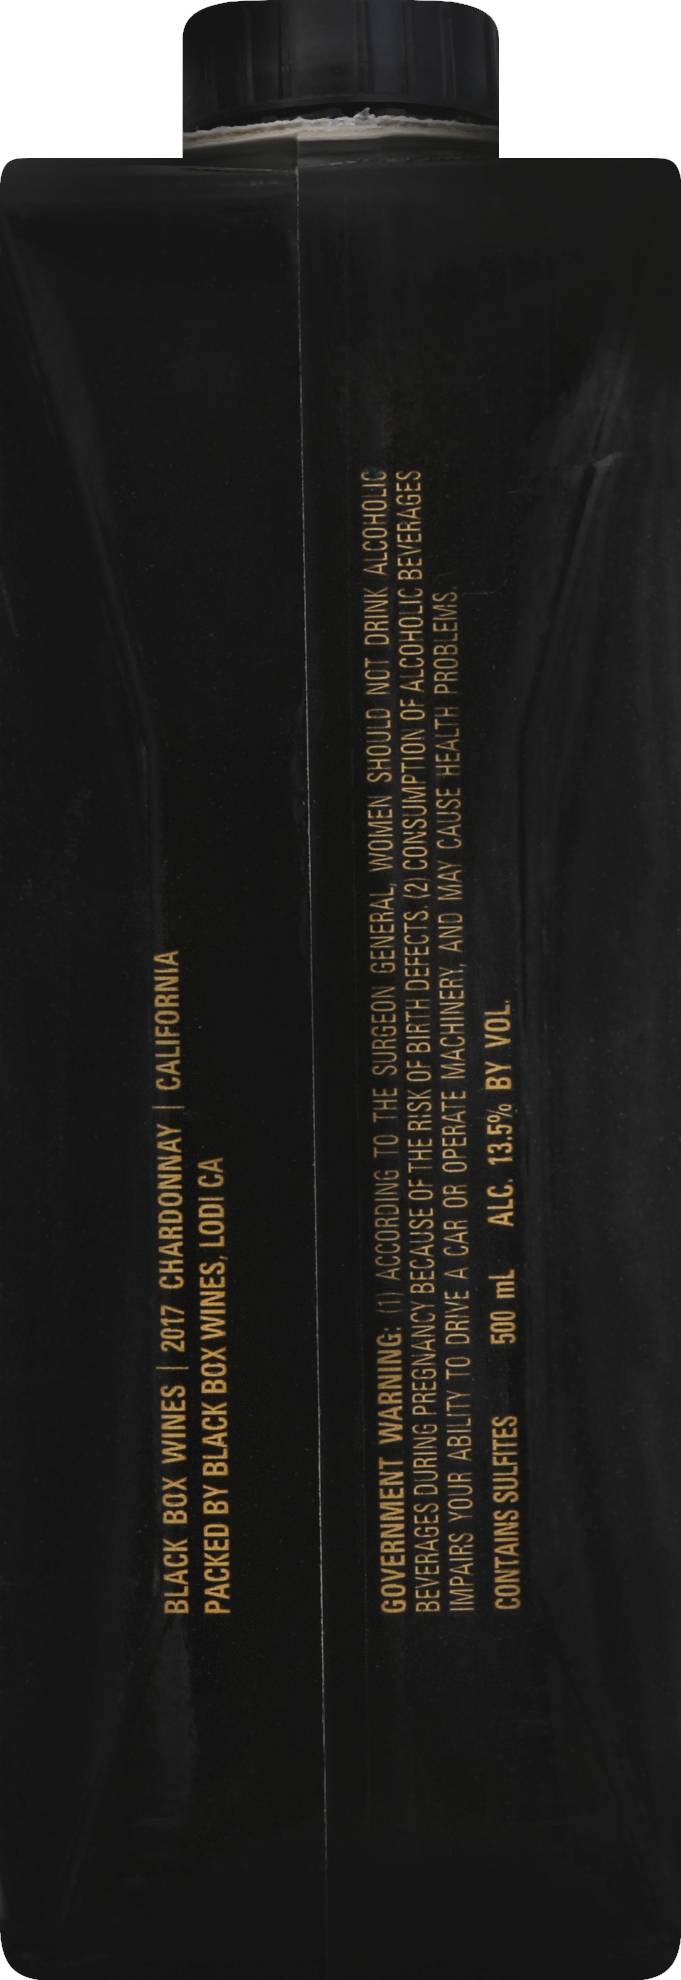 BLACK BOX WINES | 2017 CHARDONNAY | CALIFORNIA
PACKED BY BLACK BOX WINES, LODI CA
GOVERNMENT WARNING: (1) ACCORDING TO THE SURGEON GENERAL, WOMEN SHOULD NOT DRINK ALCOHOLIC
BEVERAGES DURING PREGNANCY BECAUSE OF THE RISK OF BIRTH DEFECTS. (2) CONSUMPTION OF ALCOHOLIC BEVERAGES
IMPAIRS YOUR ABILITY TO DRIVE A CAR OR OPERATE MACHINERY, AND MAY CAUSE HEALTH PROBLEMS.
CONTAINS SULFITES 500 mL ALC. 13.5% BY VOL.